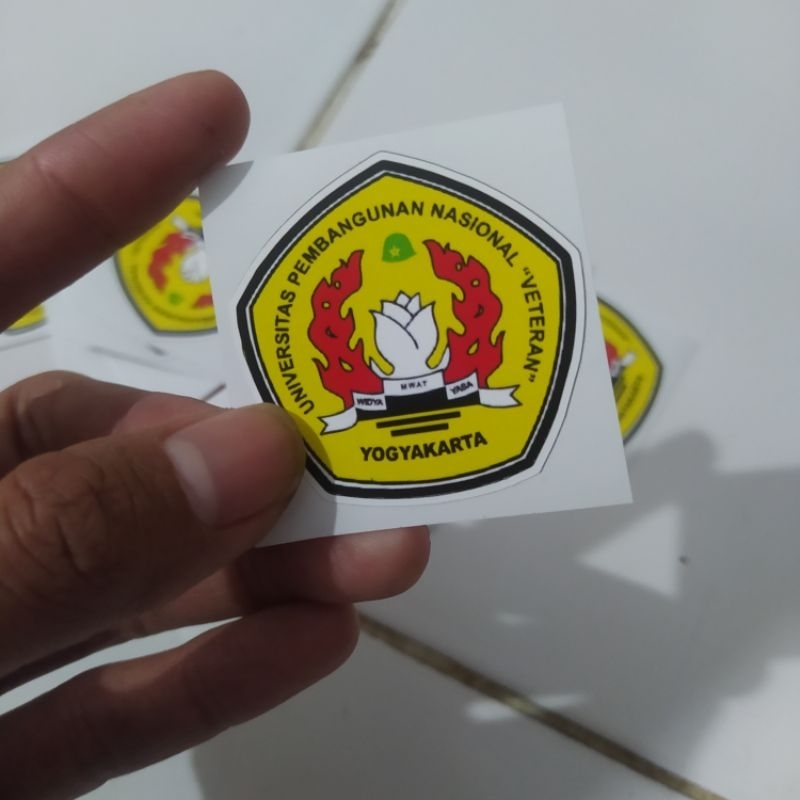 UNIVERSITAS PEMBANGUNAN NASIONAL "VETERAN"
WIDYA MWAT YASA
YOGYAKARTA